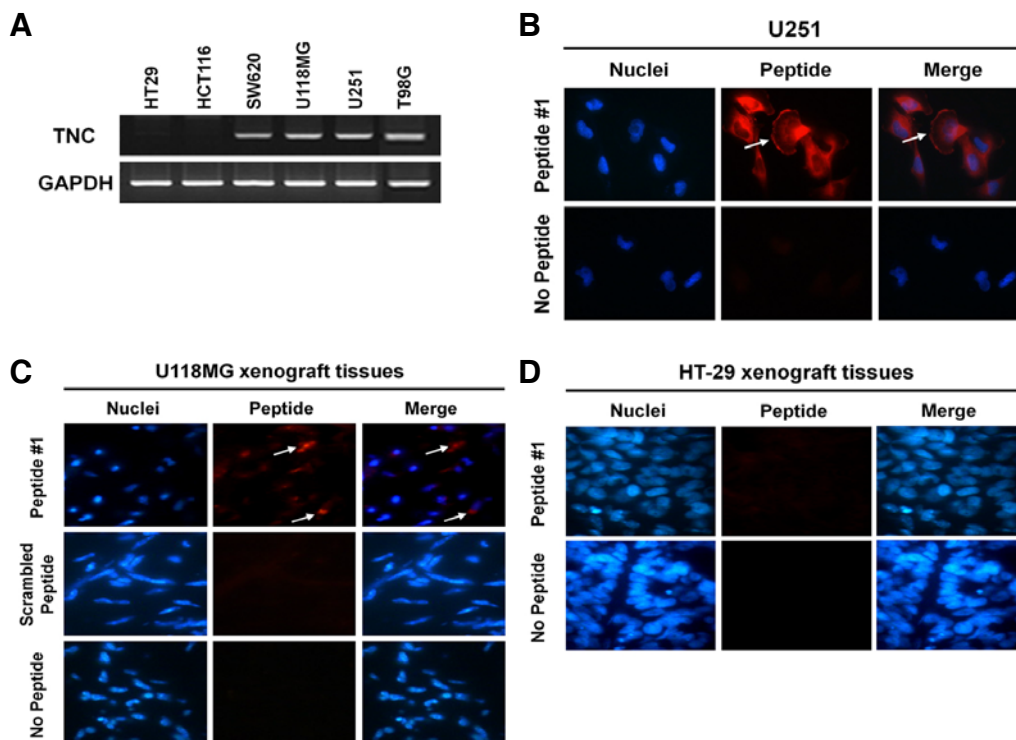 A
HT29
HCT116
SW620
U118MG
U251
T98G
TNC
GAPDH
B
U251
Nuclei Peptide Merge
Peptide #1
No Peptide
C
U118MG xenograft tissues
Nuclei Peptide Merge
Peptide #1
Scrambled
Peptide
No Peptide
D
HT-29 xenograft tissues
Nuclei Peptide Merge
Peptide #1
No Peptide